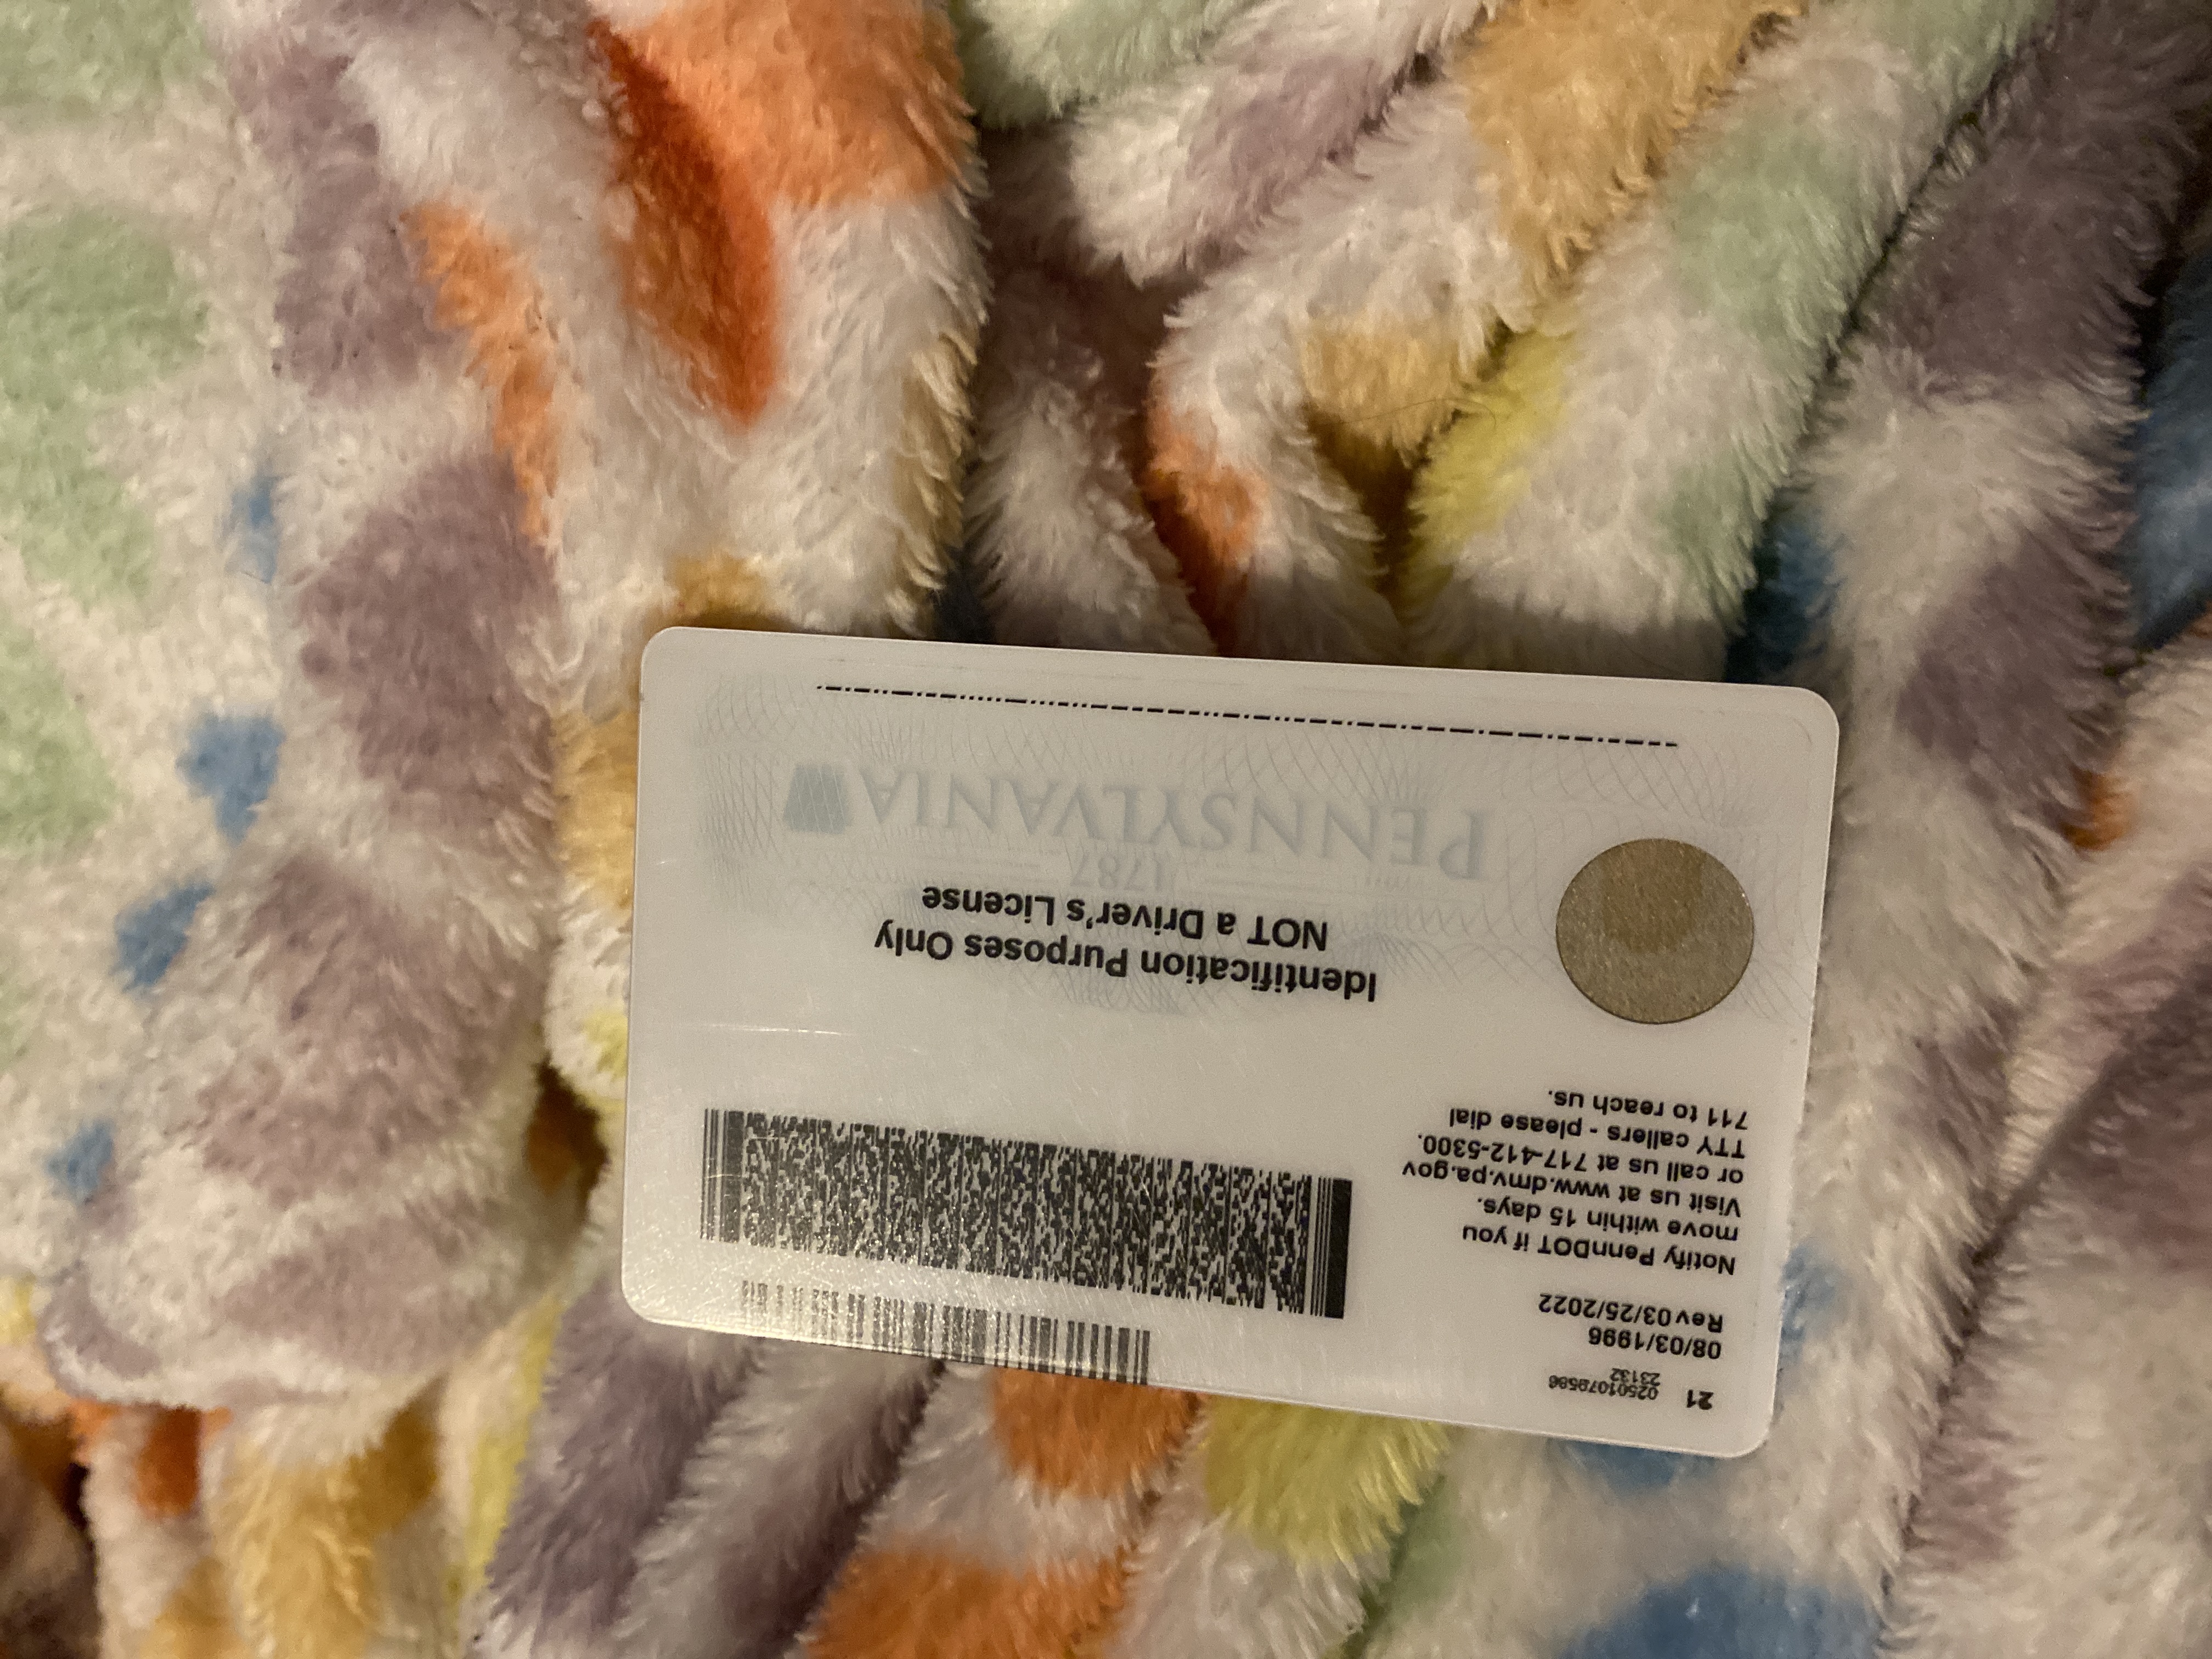 21
02501079586
23132
08/03/1996
Rev 03/25/2022
Notify PennDOT if you
move within 15 days.
Visit us at www.dmv.pa.gov
or call us at 717-412-5300.
TTY callers - please dial
711 to reach us.
Identification Purposes Only
NOT a Driver's License
1787
PENNSYLVANIA